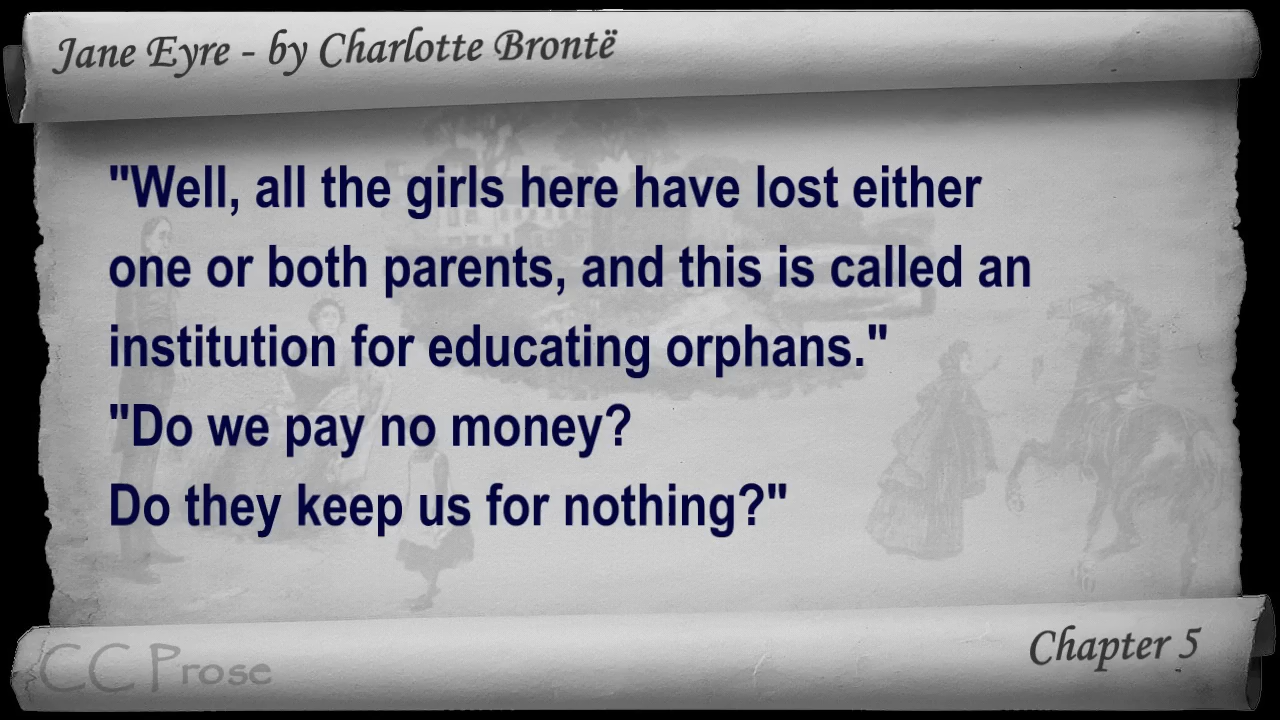 Jane Eyre - by Charlotte Brontë
"Well, all the girls here have lost either
one or both parents, and this is called an
institution for educating orphans."
"Do we pay no money?
Do they keep us for nothing?"
Chapter 5
CC Prose